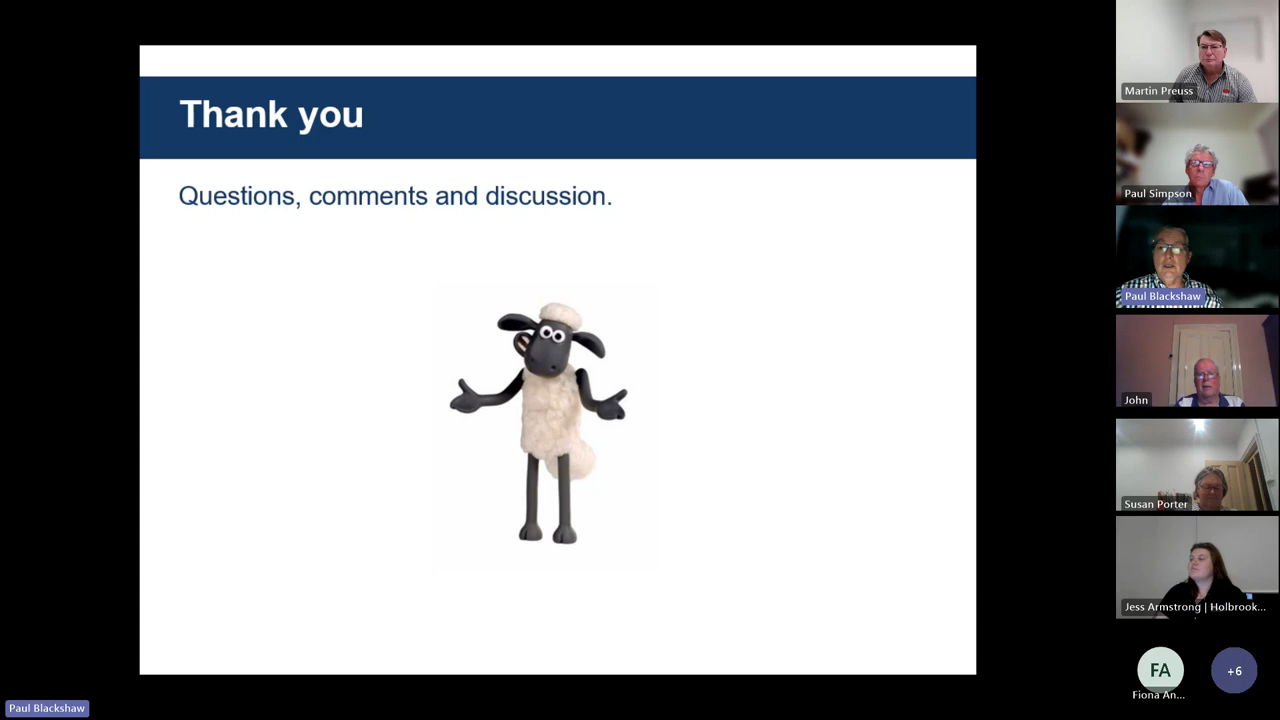 Thank you
Questions, comments and discussion.
Martin Preuss
Paul Simpson
Paul Blackshaw
John
Susan Porter
Jess Armstrong | Holbrook...
FA
Fiona An...
+6
Paul Blackshaw